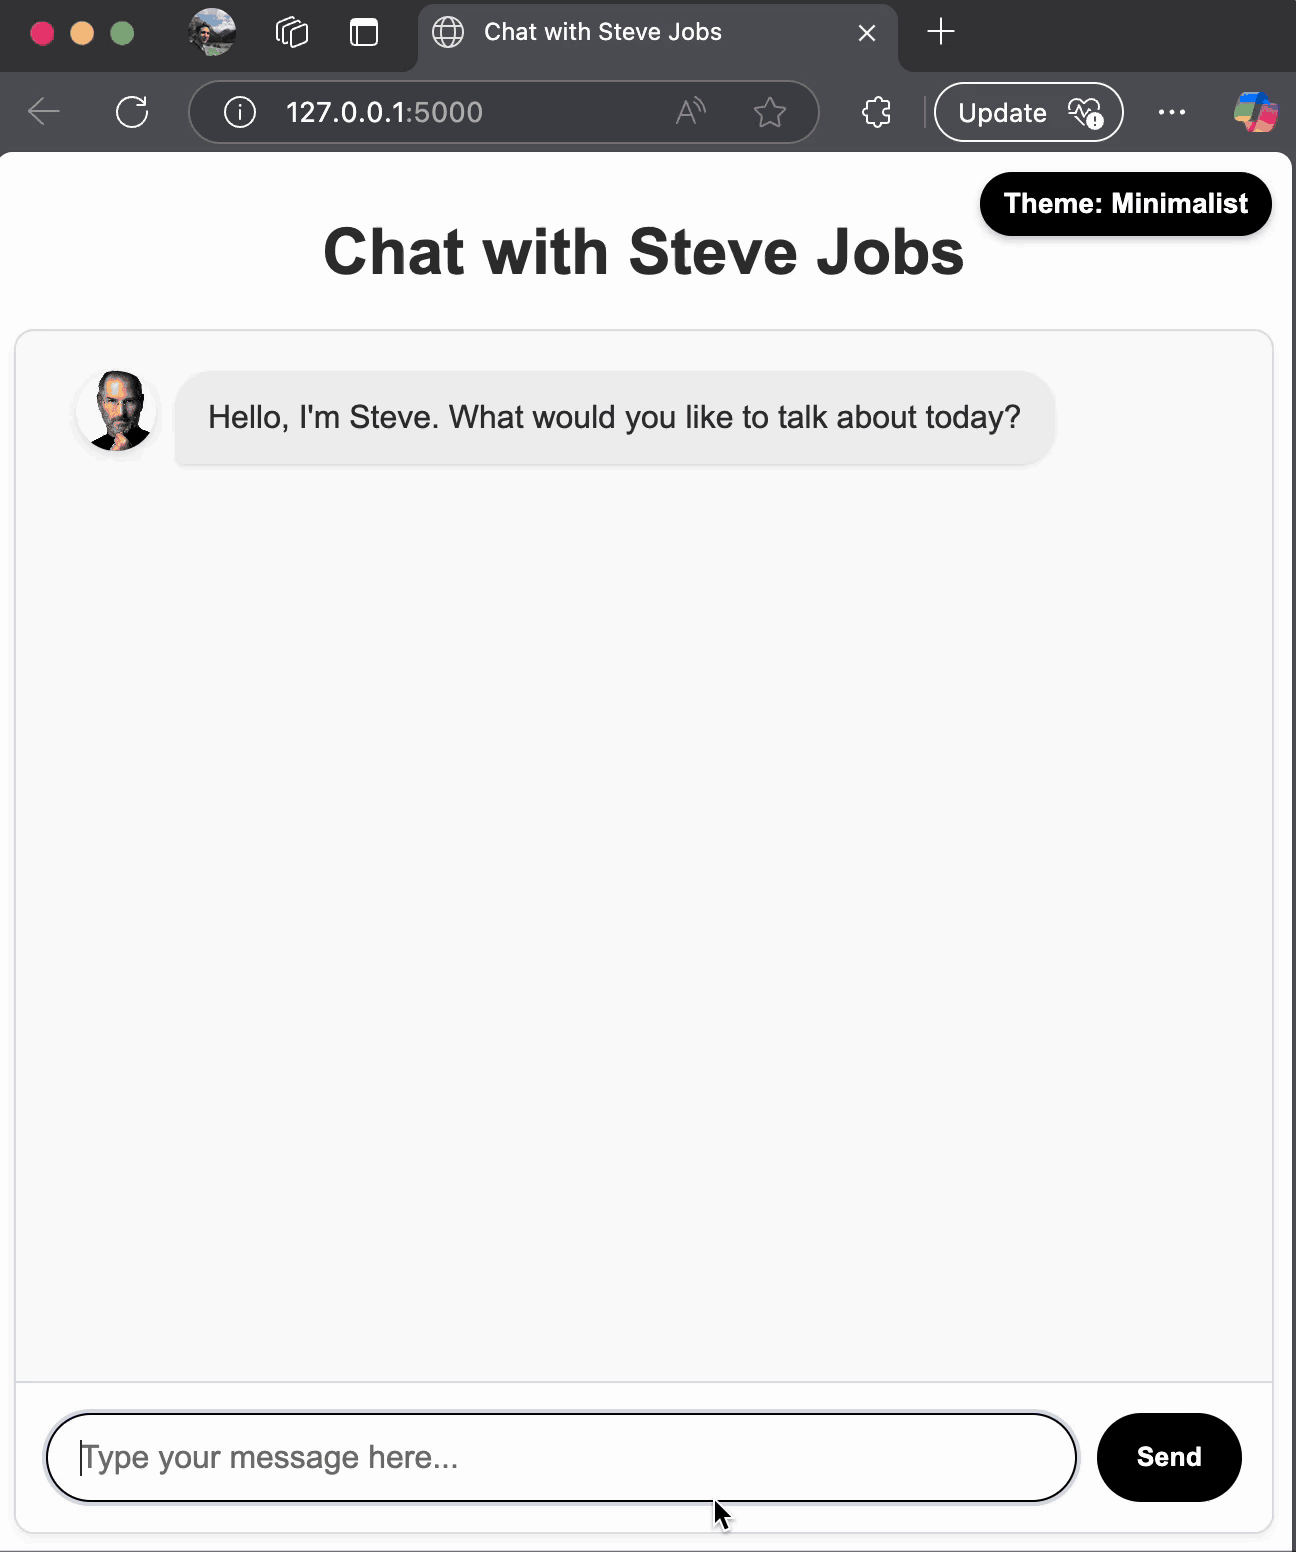 Chat with Steve Jobs
127.0.0.1:5000
Update
Theme: Minimalist
Chat with Steve Jobs
Hello, I'm Steve. What would you like to talk about today?
Type your message here...
Send